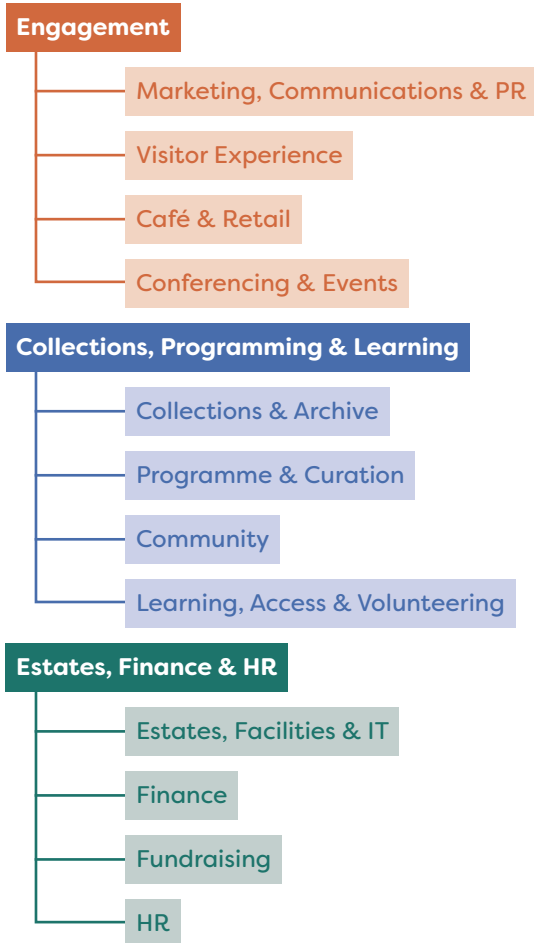 Engagement
Marketing, Communications & PR
Visitor Experience
Café & Retail
Conferencing & Events
Collections, Programming & Learning
Collections & Archive
Programme & Curation
Community
Learning, Access & Volunteering
Estates, Finance & HR
Estates, Facilities & IT
Finance
Fundraising
HR